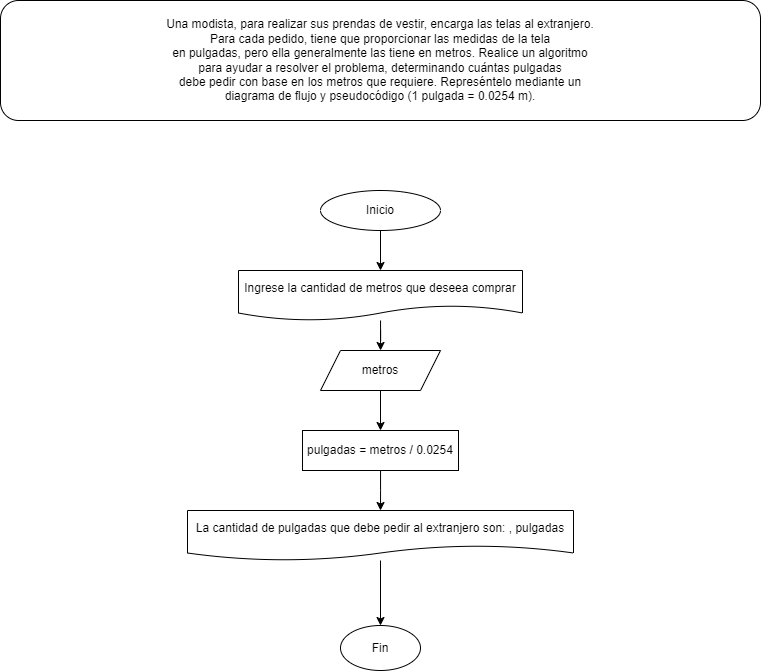 Una modista, para realizar sus prendas de vestir, encarga las telas al extranjero.
Para cada pedido, tiene que proporcionar las medidas de la tela
en pulgadas, pero ella generalmente las tiene en metros. Realice un algoritmo
para ayudar a resolver el problema, determinando cuántas pulgadas
debe pedir con base en los metros que requiere. Represéntelo mediante un
diagrama de flujo y pseudocódigo (1 pulgada = 0.0254 m).
Inicio
Ingrese la cantidad de metros que deseea comprar
metros
pulgadas = metros / 0.0254
La cantidad de pulgadas que debe pedir al extranjero son: , pulgadas
Fin